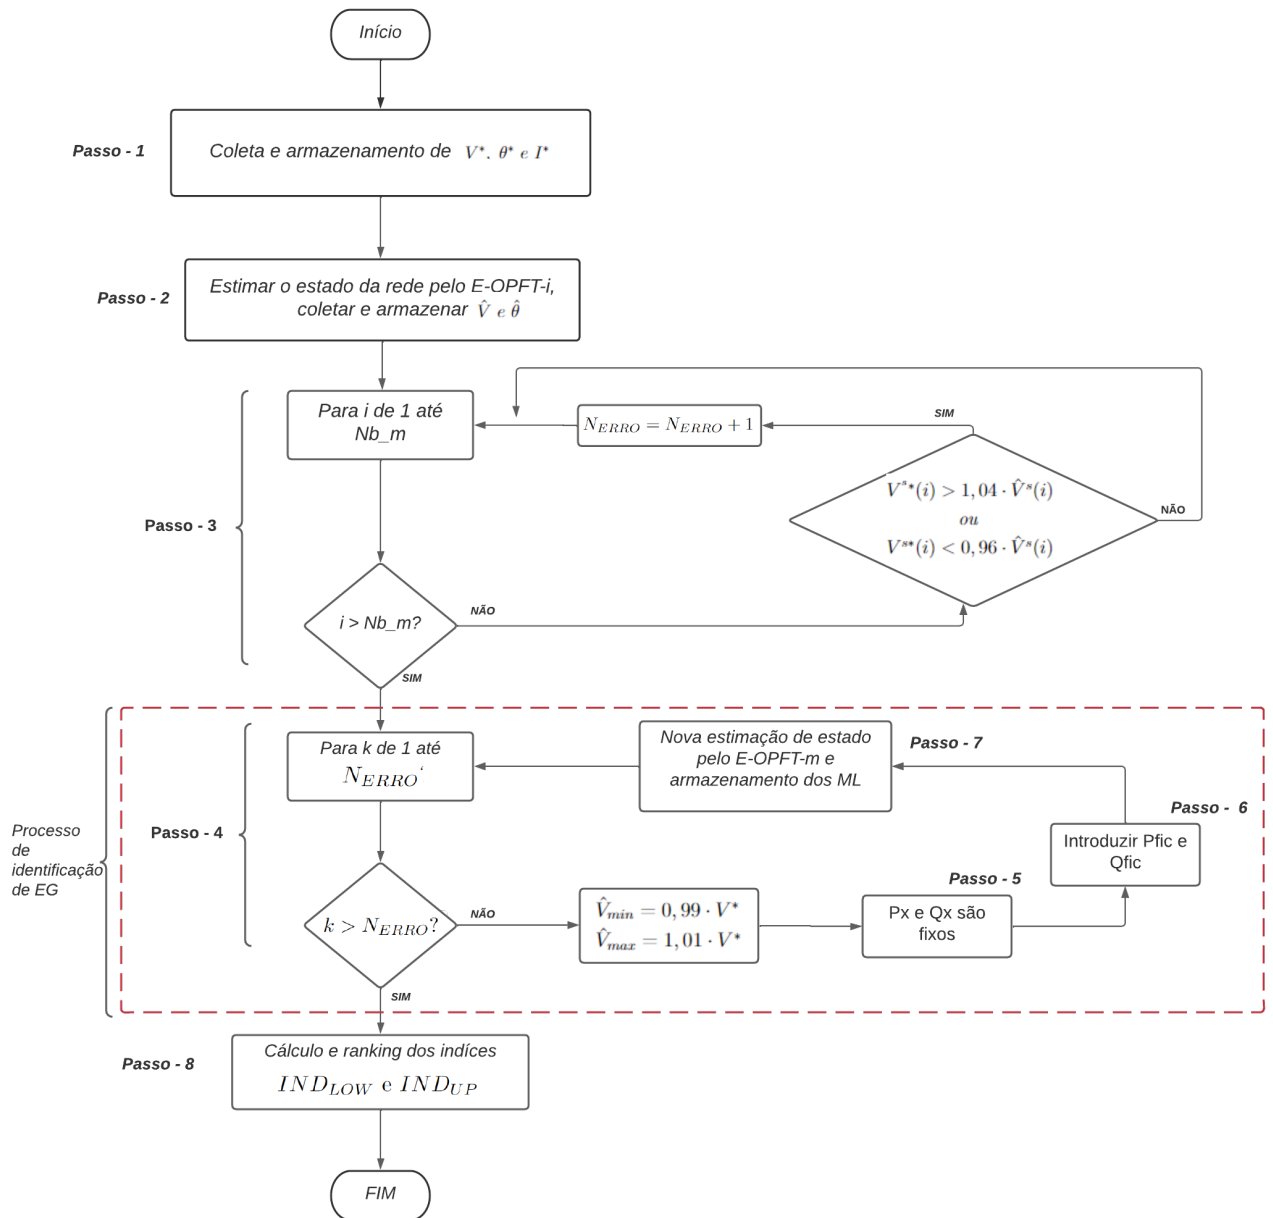 Início
Passo - 1
Coleta e armazenamento de V*. θ* e I*
Passo - 2
Estimar o estado da rede pelo E-OPFT-i,
coletar e armazenar V̂ e θ̂
Para i de 1 até
Nb_m
N_ERRO = N_ERRO + 1
SIM
V^s*(i) > 1,04 · V̂^s(i)
ou
V^s*(i) < 0,96 · V̂^s(i)
NÃO
Passo - 3
i > Nb_m?
NÃO
SIM
Para k de 1 até
N_ERRO‘
Nova estimação de estado
pelo E-OPFT-m e
armazenamento dos ML
Passo - 7
Passo - 6
Introduzir Pfic e
Qfic
Processo
de
identificação
de EG
Passo - 4
k > N_ERRO?
NÃO
V̂_min = 0,99 · V*
V̂_max = 1,01 · V*
Passo - 5
Px e Qx são
fixos
SIM
Passo - 8
Cálculo e ranking dos indíces
IND_LOW e IND_UP
FIM